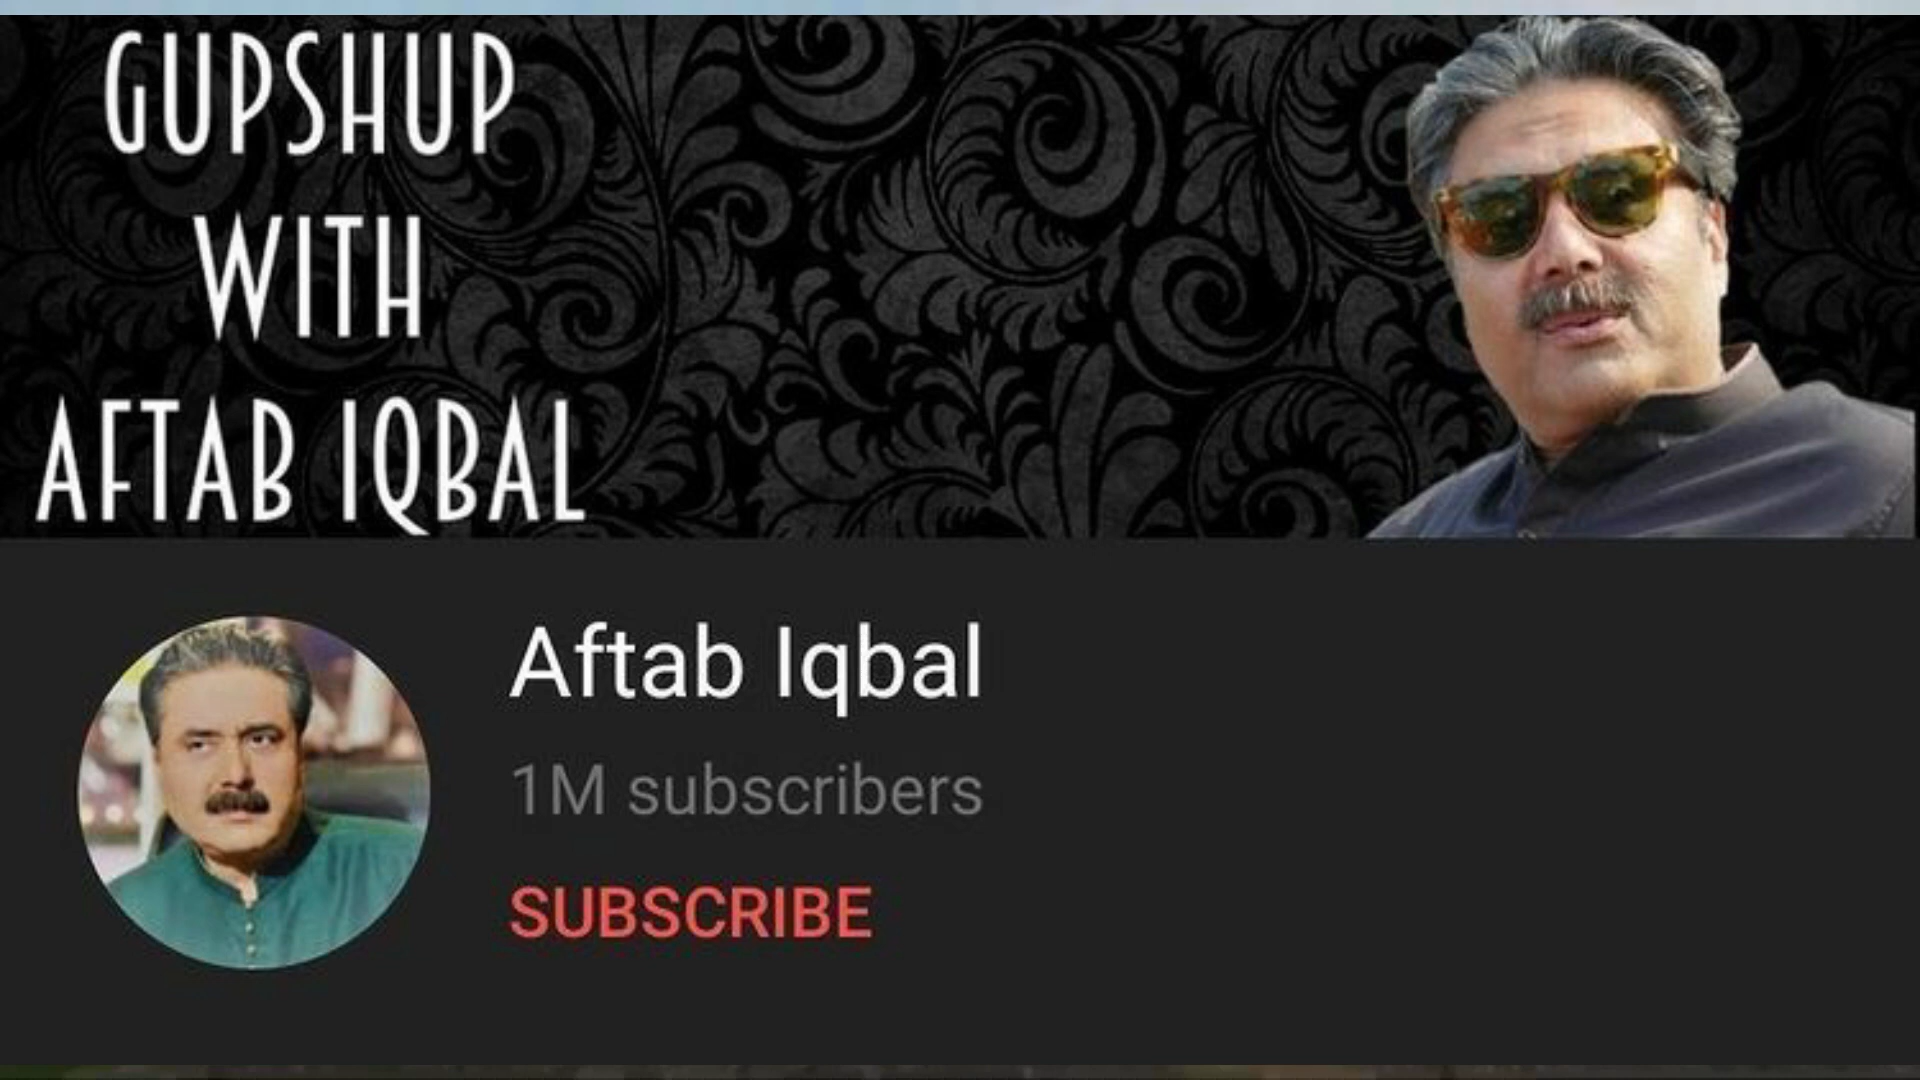 GUPSHUP
WITH
AFTAB IQBAL
Aftab Iqbal
1M subscribers
SUBSCRIBE